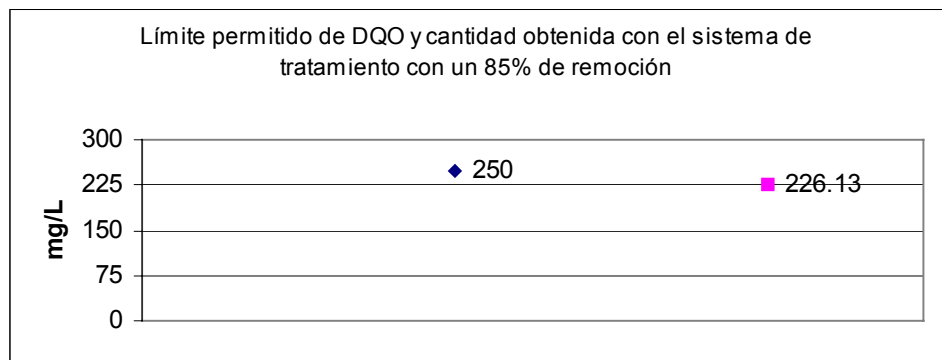 Límite permitido de DQO y cantidad obtenida con el sistema de
tratamiento con un 85% de remoción
300
225
150
75
0
mg/L
250
226.13